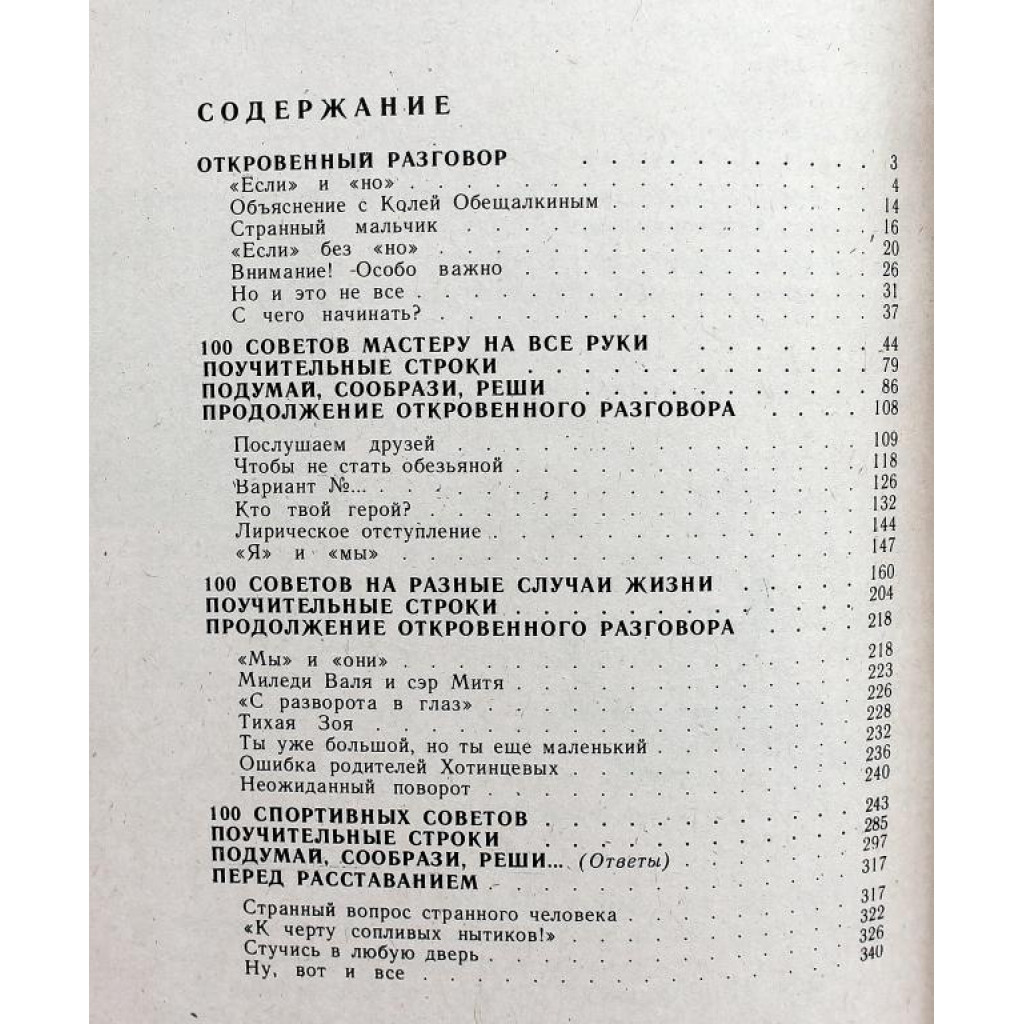 СОДЕРЖАНИЕ
ОТКРОВЕННЫЙ РАЗГОВОР . . . . . . . . . . . 3
«Если» и «но» . . . . . . . . . . . . . . . 4
Объяснение с Колей Обещалкиным . . . . . . . . . 14
Странный мальчик . . . . . . . . . . . . . . 16
«Если» без «но» . . . . . . . . . . . . . . 20
Внимание! -Особо важно . . . . . . . . . . . . 26
Но и это не все . . . . . . . . . . . . . . 31
С чего начинать? . . . . . . . . . . . . . . 37
100 СОВЕТОВ МАСТЕРУ НА ВСЕ РУКИ . . . . . . . 44
ПОУЧИТЕЛЬНЫЕ СТРОКИ . . . . . . . . . . . . 79
ПОДУМАЙ, СООБРАЗИ, РЕШИ . . . . . . . . . . 86
ПРОДОЛЖЕНИЕ ОТКРОВЕННОГО РАЗГОВОРА . . . . 108
Послушаем друзей . . . . . . . . . . . . . . 109
Чтобы не стать обезьяной . . . . . . . . . . . 118
Вариант №... . . . . . . . . . . . . . . . 126
Кто твой герой? . . . . . . . . . . . . . . 132
Лирическое отступление . . . . . . . . . . . . 144
«Я» и «мы» . . . . . . . . . . . . . . . 147
100 СОВЕТОВ НА РАЗНЫЕ СЛУЧАИ ЖИЗНИ . . . . . 160
ПОУЧИТЕЛЬНЫЕ СТРОКИ . . . . . . . . . . . . 204
ПРОДОЛЖЕНИЕ ОТКРОВЕННОГО РАЗГОВОРА . . . . 218
«Мы» и «они» . . . . . . . . . . . . . . . 218
Миледи Валя и сэр Митя . . . . . . . . . . . 223
«С разворота в глаз» . . . . . . . . . . . . 226
Тихая Зоя . . . . . . . . . . . . . . . . 228
Ты уже большой, но ты еще маленький . . . . . . . 232
Ошибка родителей Хотинцевых . . . . . . . . . . 236
Неожиданный поворот . . . . . . . . . . . . . 240
100 СПОРТИВНЫХ СОВЕТОВ . . . . . . . . . . . 243
ПОУЧИТЕЛЬНЫЕ СТРОКИ . . . . . . . . . . . . 285
ПОДУМАЙ, СООБРАЗИ, РЕШИ... (Ответы) . . . . . . 297
ПЕРЕД РАССТАВАНИЕМ . . . . . . . . . . . . 317
Странный вопрос странного человека . . . . . . . . 317
«К черту сопливых нытиков!» . . . . . . . . . . 322
Стучись в любую дверь . . . . . . . . . . . . 326
Ну, вот и все . . . . . . . . . . . . . . . 340